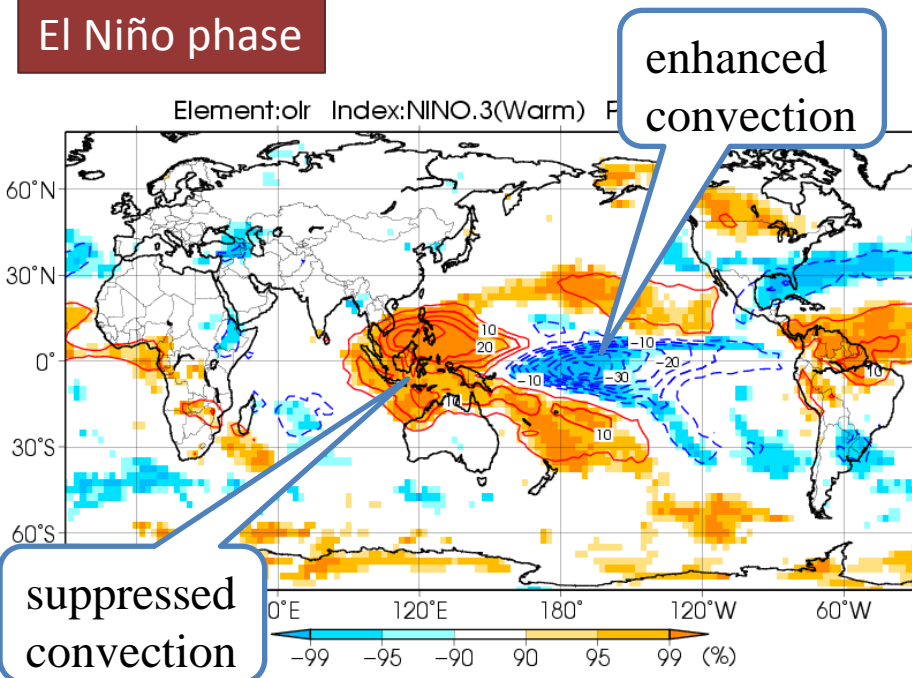 El Niño phase
enhanced
convection
Element:olr Index:NINO.3(Warm)
60°N
30°N
0°
30°S
60°S
10
20
-10
-10
-20
-30
10
10
10
suppressed
convection
120°E
180°
120°W
60°W
-99 -95 -90 90 95 99 (%)